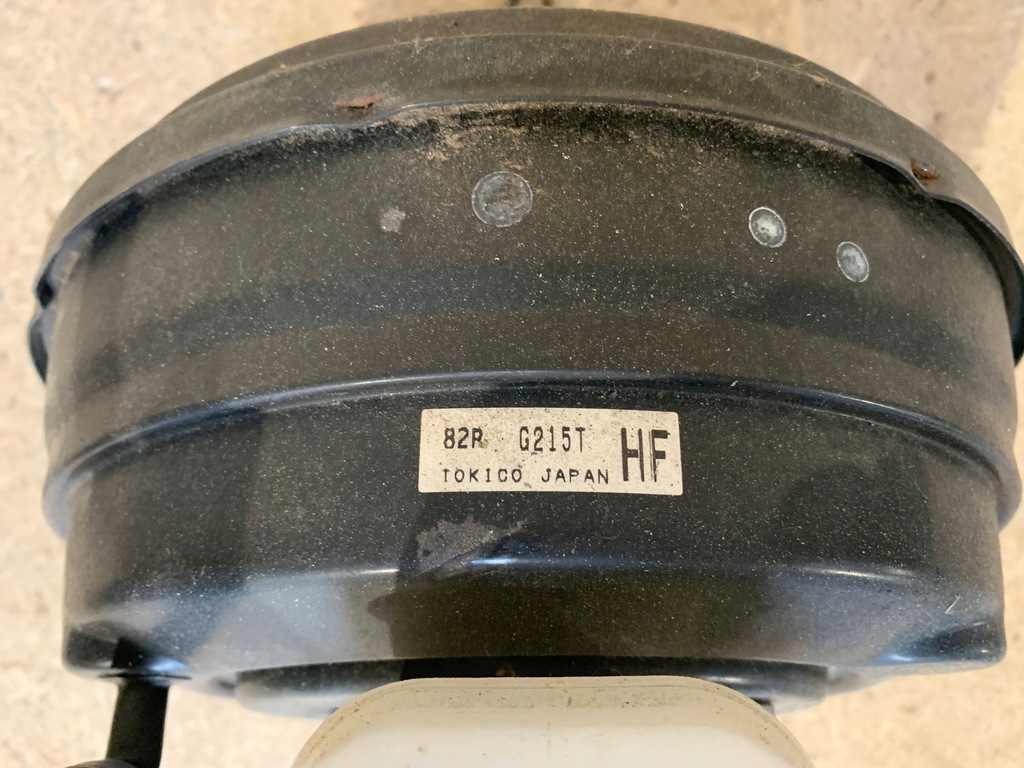 82R G215T HF
TOKICO JAPAN